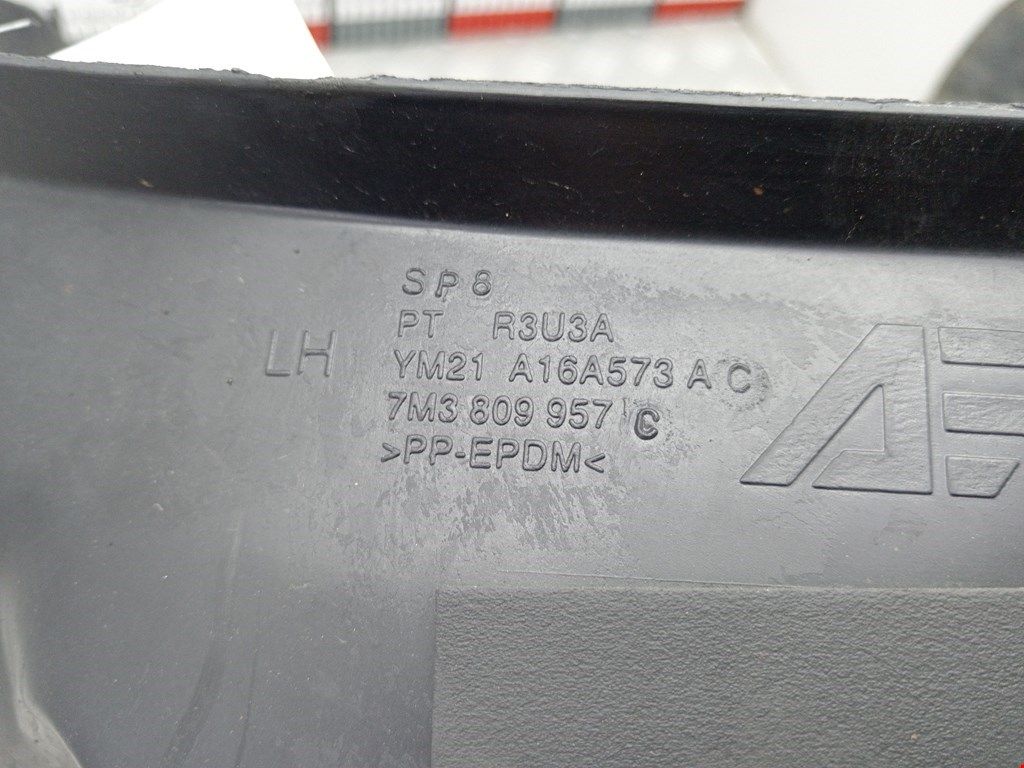 SP8
PT R3U3A
LH
YM21 A16A573 A C
7M3 809 957 C
>PP-EPDM<